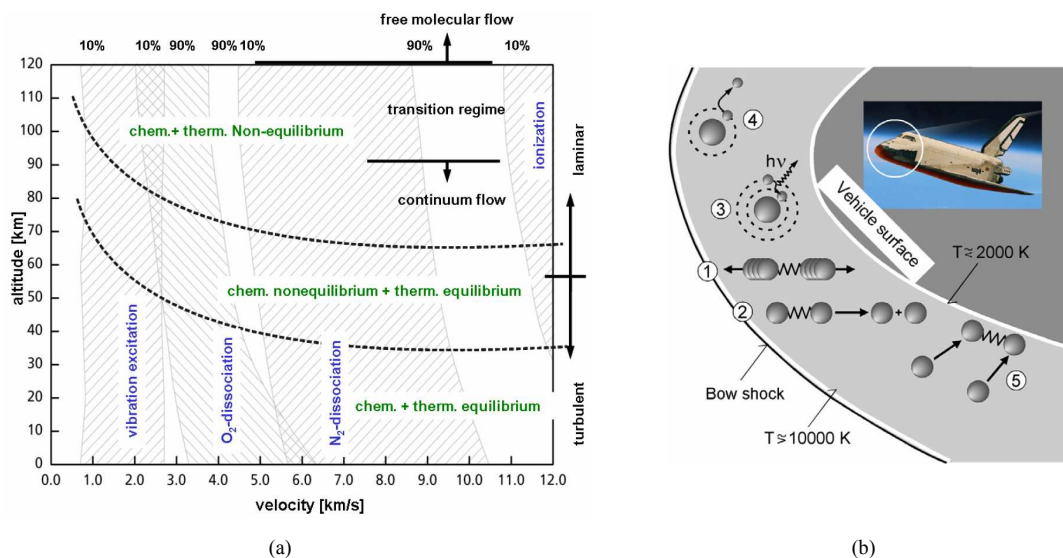 free molecular flow
10% 10% 90% 90% 10% 90% 10%
120
110
100
90
80
70
60
50
40
30
20
10
0
altitude [km]
chem.+ therm. Non-equilibrium
transition regime
continuum flow
chem. nonequilibrium + therm. equilibrium
chem. + therm. equilibrium
vibration excitation
O₂-dissociation
N₂-dissociation
ionization
laminar
turbulent
0 1.0 2.0 3.0 4.0 5.0 6.0 7.0 8.0 9.0 10.0 11.0 12.0
velocity [km/s]
(a)
4
hν
3
Vehicle surface
1
T≈2000 K
2
5
Bow shock
T≈10000 K
(b)